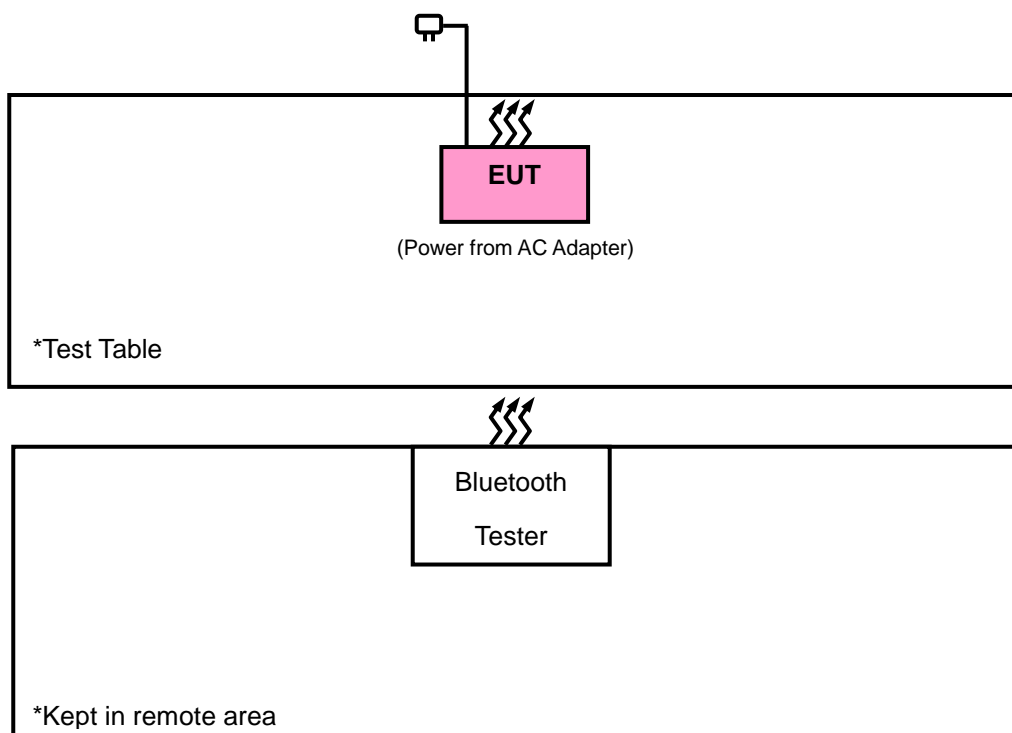 EUT
(Power from AC Adapter)
*Test Table
Bluetooth
Tester
*Kept in remote area